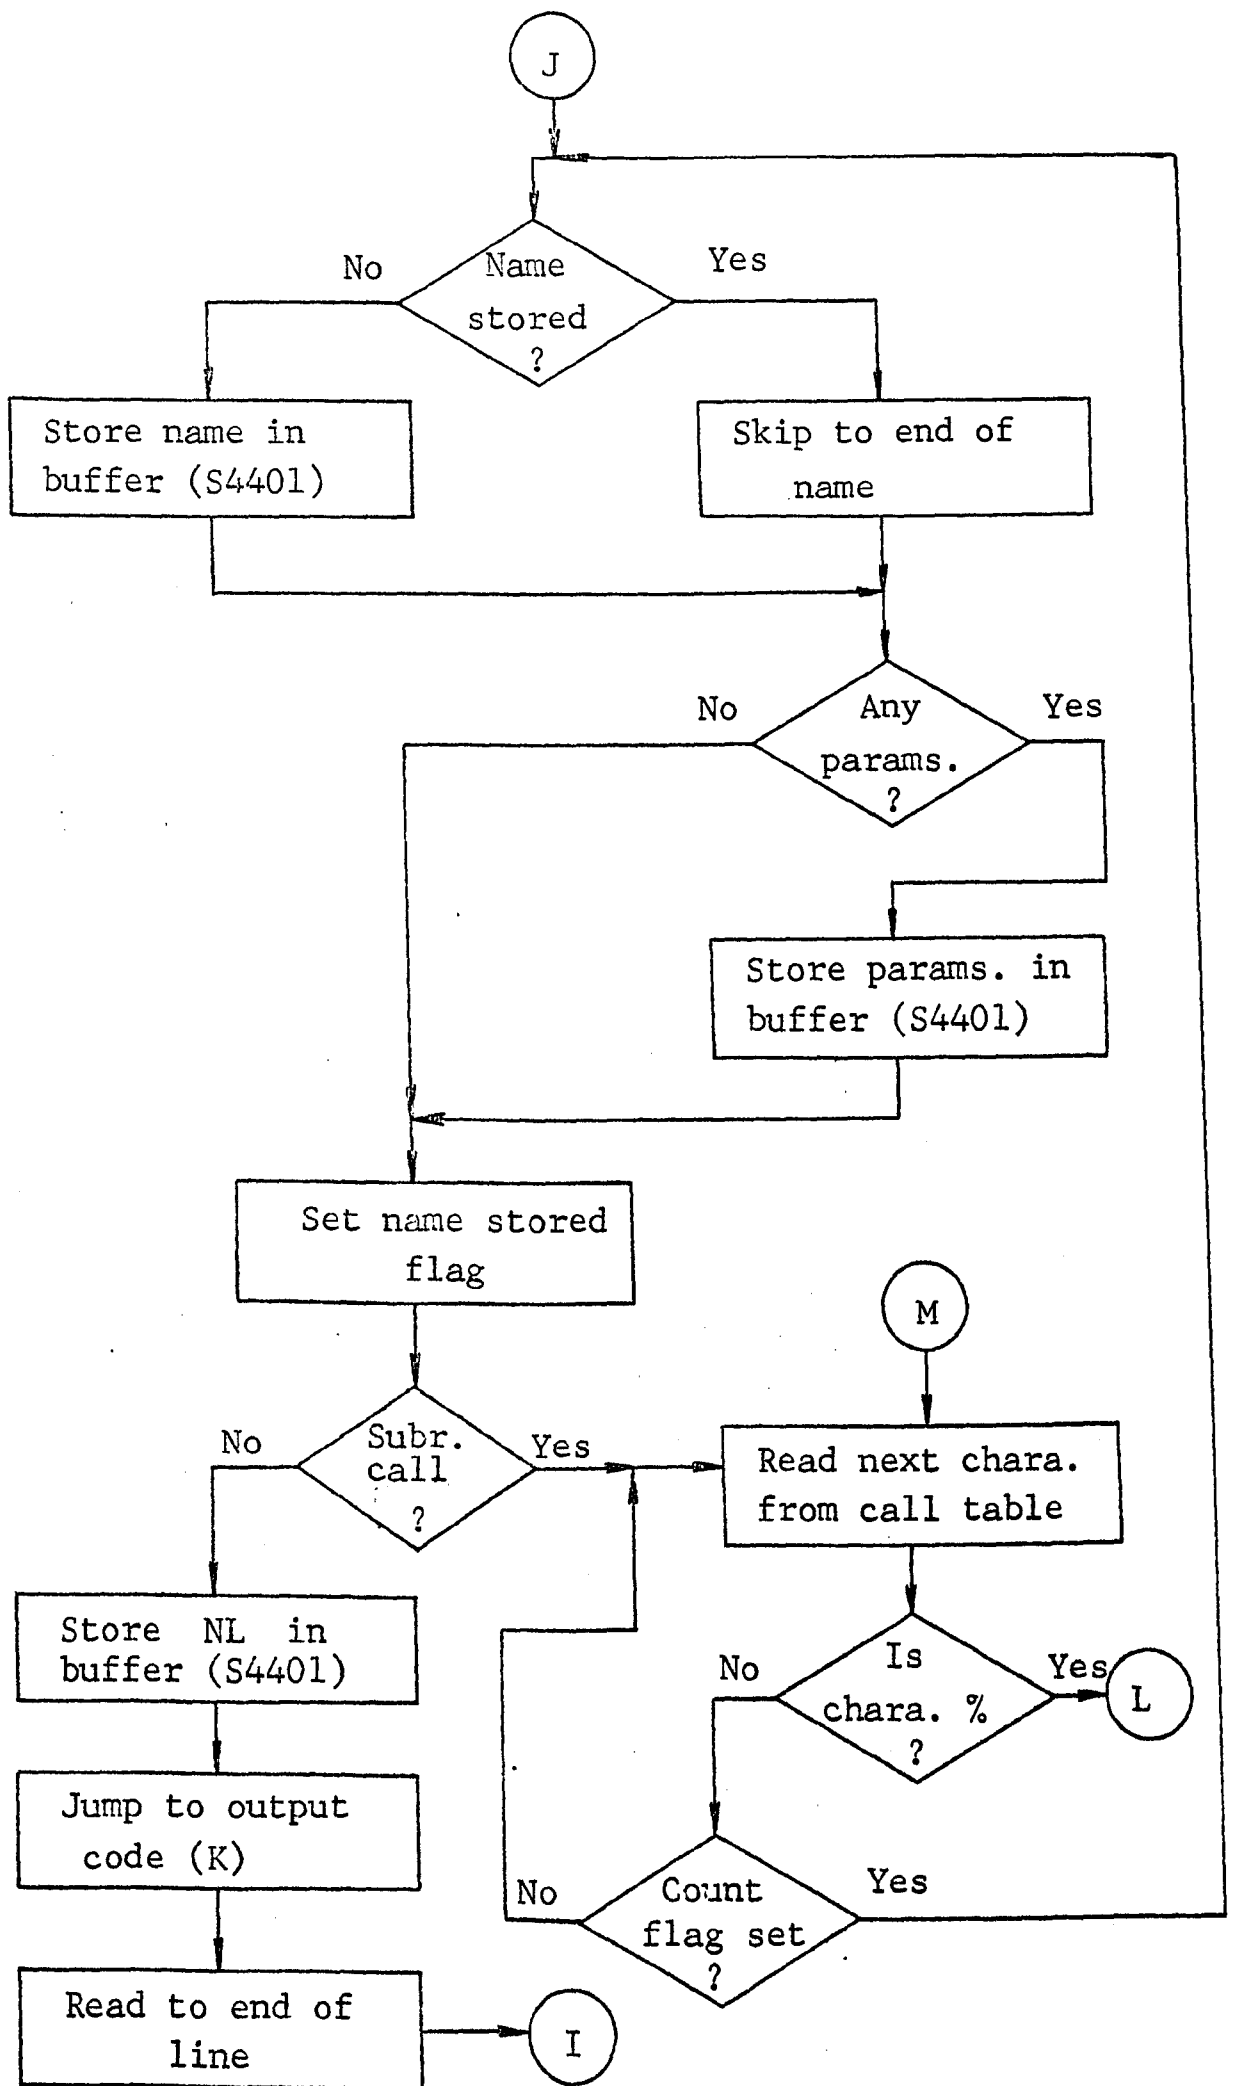 J
No
Name
stored
?
Yes
Store name in
buffer (S4401)
Skip to end of
name
No
Any
params.
?
Yes
Store params. in
buffer (S4401)
Set name stored
flag
M
No
Subr.
call
?
Yes
Read next chara.
from call table
Store NL in
buffer (S4401)
No
Is
chara. %
?
Yes
L
Jump to output
code (K)
No
Count
flag set
?
Yes
Read to end of
line
I